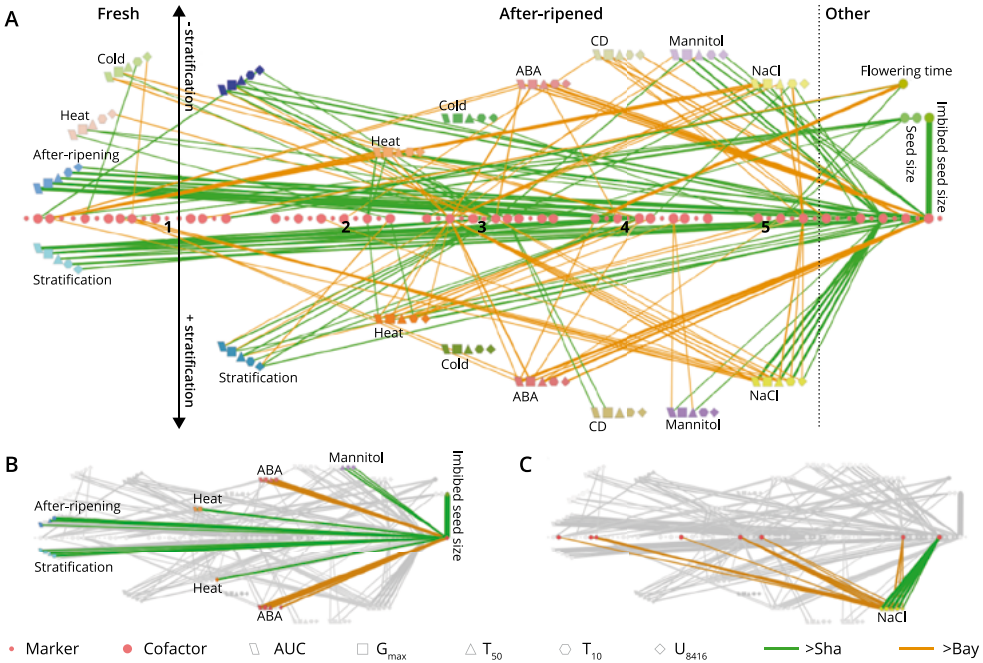 A
Fresh
After-ripened
Other
- stratification
+ stratification
Cold
Heat
After-ripening
Stratification
Stratification
Heat
Heat
Cold
Cold
ABA
ABA
CD
CD
Mannitol
Mannitol
NaCl
NaCl
Flowering time
Seed size
Imbibed seed size
1
2
3
4
5
B
After-ripening
Stratification
Heat
Heat
ABA
ABA
Mannitol
Imbibed seed size
C
NaCl
Marker
Cofactor
AUC
Gmax
T50
T10
U8416
>Sha
>Bay